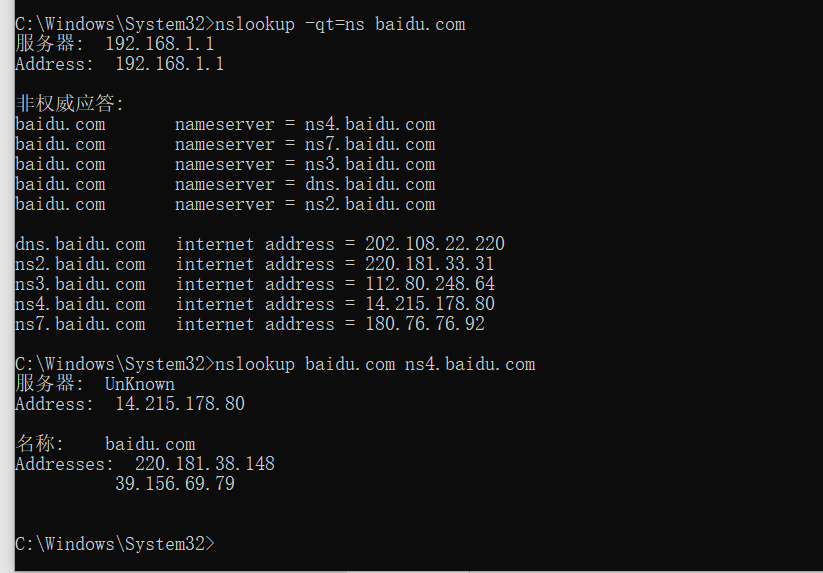 C:\Windows\System32>nslookup -qt=ns baidu.com
服务器:  192.168.1.1
Address:  192.168.1.1
非权威应答:
baidu.com       nameserver = ns4.baidu.com
baidu.com       nameserver = ns7.baidu.com
baidu.com       nameserver = ns3.baidu.com
baidu.com       nameserver = dns.baidu.com
baidu.com       nameserver = ns2.baidu.com
dns.baidu.com   internet address = 202.108.22.220
ns2.baidu.com   internet address = 220.181.33.31
ns3.baidu.com   internet address = 112.80.248.64
ns4.baidu.com   internet address = 14.215.178.80
ns7.baidu.com   internet address = 180.76.76.92
C:\Windows\System32>nslookup baidu.com ns4.baidu.com
服务器:  UnKnown
Address:  14.215.178.80
名称:    baidu.com
Addresses:  220.181.38.148
39.156.69.79
C:\Windows\System32>